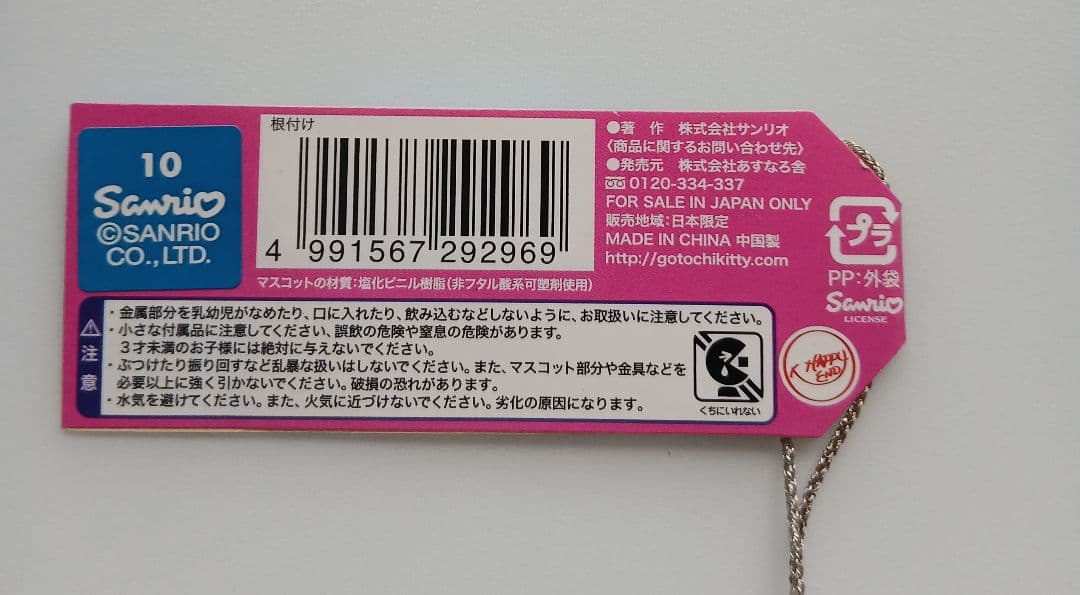 10
Sanrio
©SANRIO
CO.,LTD.
根付け
4 991567 292969
マスコットの材質:塩化ビニル樹脂(非フタル酸系可塑剤使用)
●著 作 株式会社サンリオ
〈商品に関するお問い合わせ先〉
●発売元 株式会社あすなろ舎
0120-334-337
FOR SALE IN JAPAN ONLY
販売地域:日本限定
MADE IN CHINA 中国製
http://gotochikitty.com
プラ
PP:外袋
Sanrio
LICENSE
注意
・金属部分を乳幼児がなめたり、口に入れたり、飲み込むなどしないように、お取扱いに注意してください。
・小さな付属品に注意してください、誤飲の危険や窒息の危険があります。
3才未満のお子様には絶対に与えないでください。
・ぶつけたり振り回すなど乱暴な扱いはしないでください。また、マスコット部分や金具などを
必要以上に強く引かないでください。破損の恐れがあります。
・水気を避けてください。また、火気に近づけないでください。劣化の原因になります。
くちにいれない
HAPPY
END